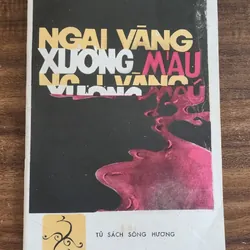 NGAI VÀNG
XƯƠNG MÁU
TỦ SÁCH SÔNG HƯƠNG